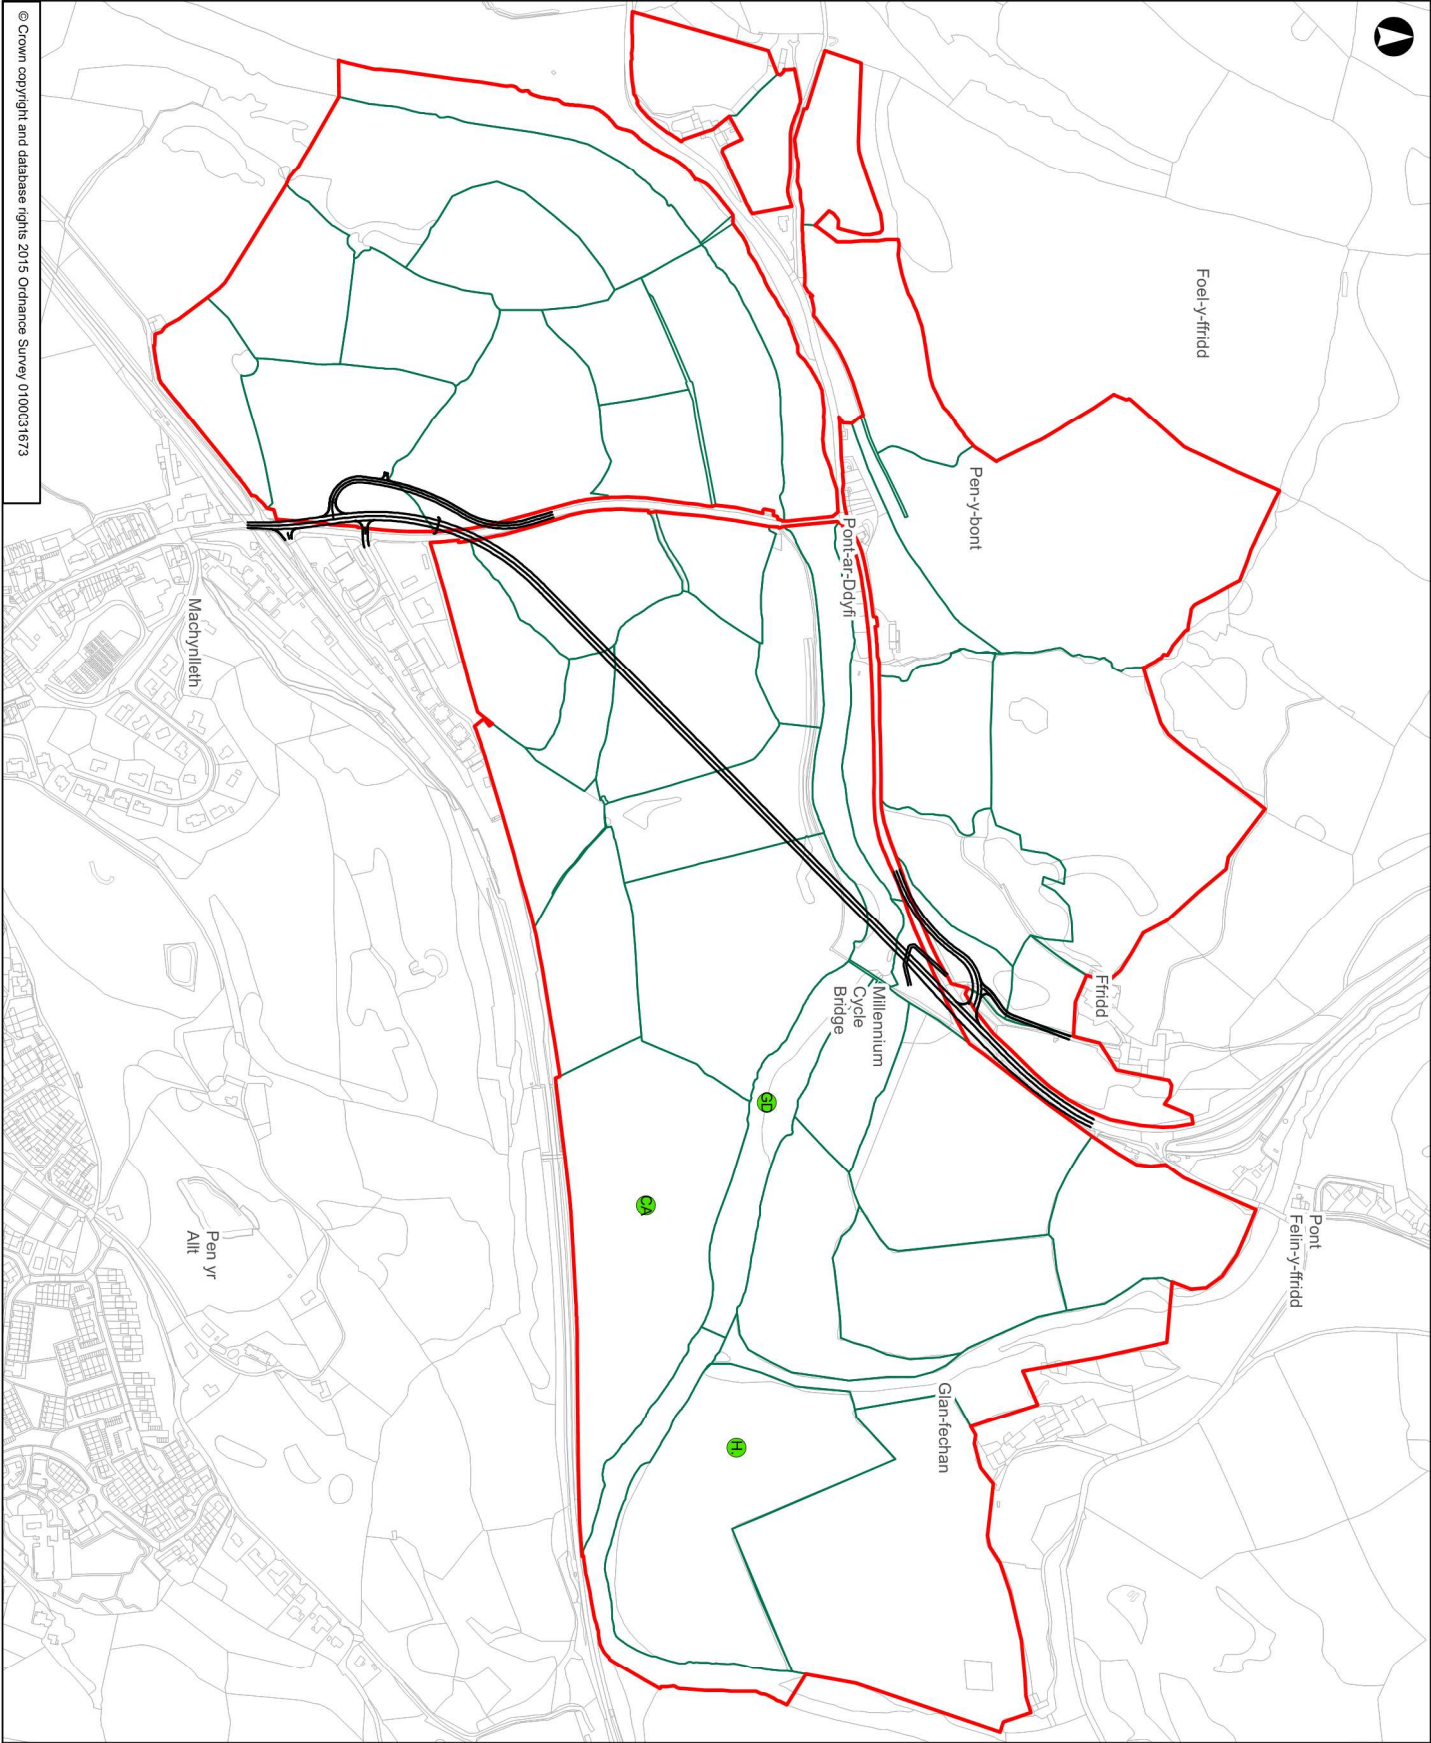 Foel-y-ffridd
Pen-y-bont
Pont-ar-Ddyfi
Ffridd
Pont
Felin-y-ffridd
Millennium
Cycle
Bridge
Glan-fechan
GD
CA
H.
Machynlleth
Pen yr
Allt
© Crown copyright and database rights 2015 Ordnance Survey 0100031673